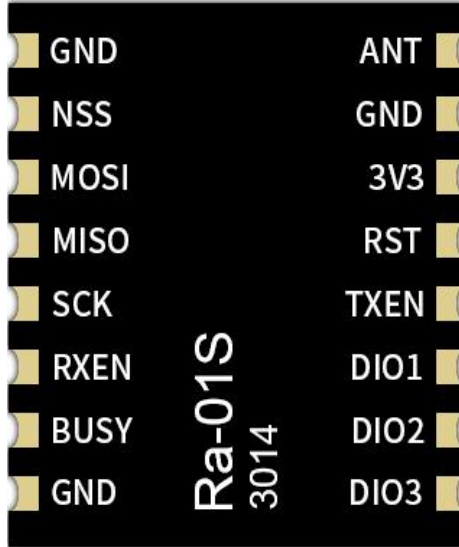 GND ANT
NSS GND
MOSI 3V3
MISO RST
SCK TXEN
RXEN DIO1
BUSY DIO2
GND DIO3
Ra-01S
3014